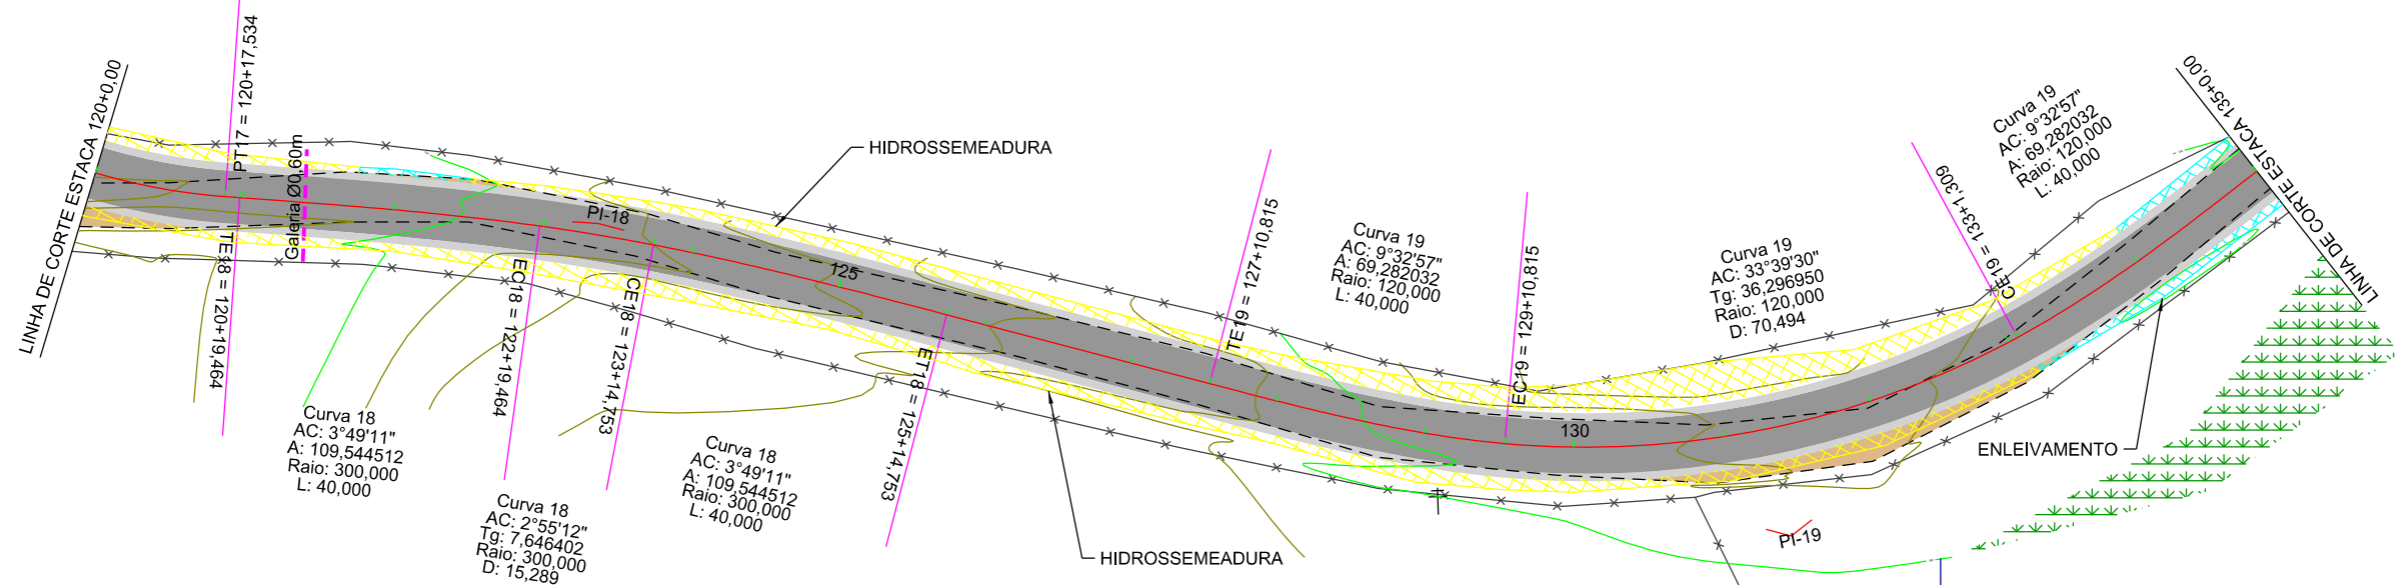 LINHA DE CORTE ESTACA 120+0,00
PT17 = 120+17,534
TE18 = 120+19,464
Galeria Ø0,60m
HIDROSSEMEADURA
PI-18
EC18 = 122+19,464
CE18 = 123+14,753
125
ET18 = 125+14,753
Curva 18
AC: 3°49'11"
A: 109,544512
Raio: 300,000
L: 40,000
Curva 18
AC: 2°55'12"
Tg: 7,646402
Raio: 300,000
D: 15,289
Curva 18
AC: 3°49'11"
A: 109,544512
Raio: 300,000
L: 40,000
HIDROSSEMEADURA
TE19 = 127+10,815
Curva 19
AC: 9°32'57"
A: 69,282032
Raio: 120,000
L: 40,000
EC19 = 129+10,815
130
Curva 19
AC: 33°39'30"
Tg: 36,296950
Raio: 120,000
D: 70,494
CE19 = 133+1,309
Curva 19
AC: 9°32'57"
A: 69,282032
Raio: 120,000
L: 40,000
LINHA DE CORTE ESTACA 135+0,00
ENLEIVAMENTO
PI-19